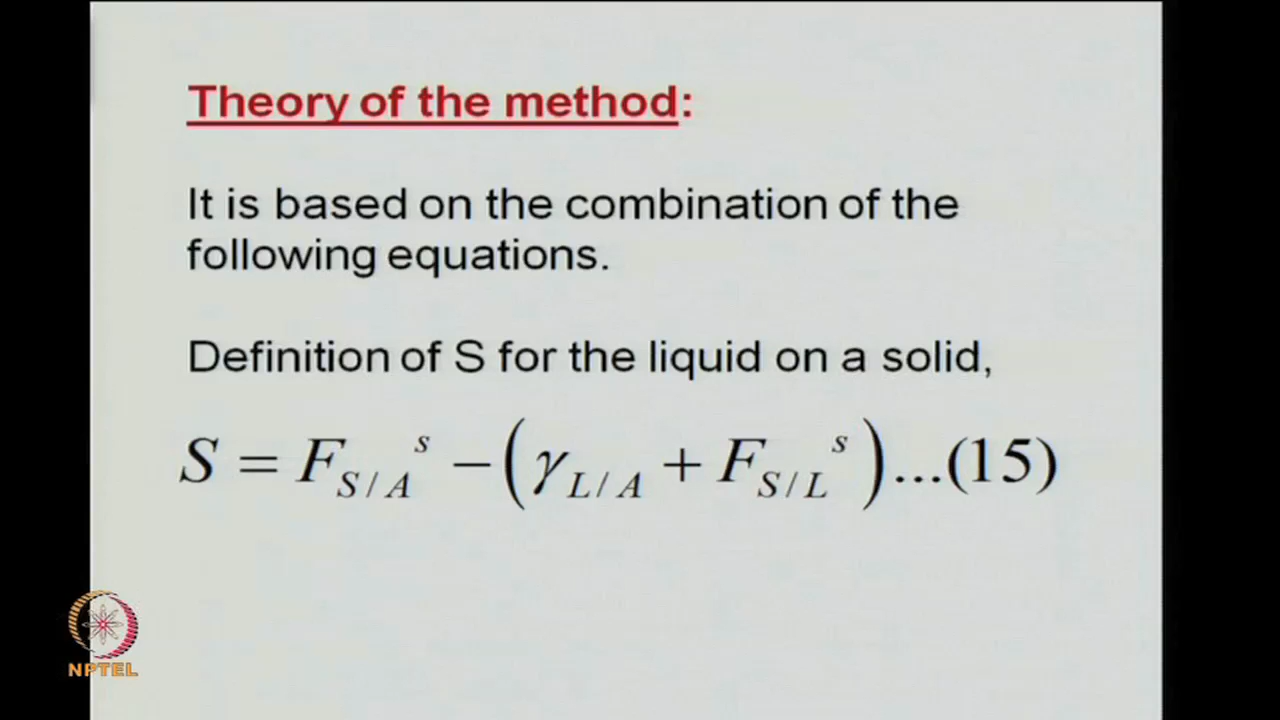 Theory of the method:
It is based on the combination of the
following equations.
Definition of S for the liquid on a solid,
S = F_{S/A}^{s} − (γ_{L/A} + F_{S/L}^{s})...(15)
NPTEL